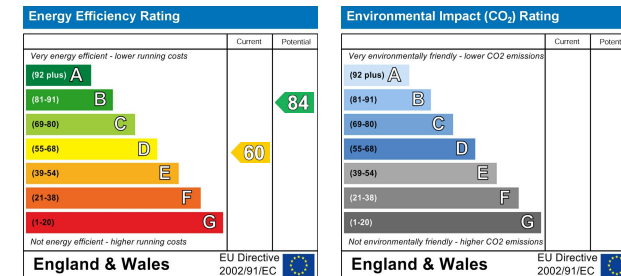 Energy Efficiency Rating
Current Potential
Very energy efficient - lower running costs
(92 plus) A
(81-91) B
84
(69-80) C
(55-68) D
60
(39-54) E
(21-38) F
(1-20) G
Not energy efficient - higher running costs
England & Wales
EU Directive
2002/91/EC
Environmental Impact (CO₂) Rating
Current Potent
Very environmentally friendly - lower CO2 emissions
(92 plus) A
(81-91) B
(69-80) C
(55-68) D
(39-54) E
(21-38) F
(1-20) G
Not environmentally friendly - higher CO2 emissions
England & Wales
EU Directive
2002/91/EC